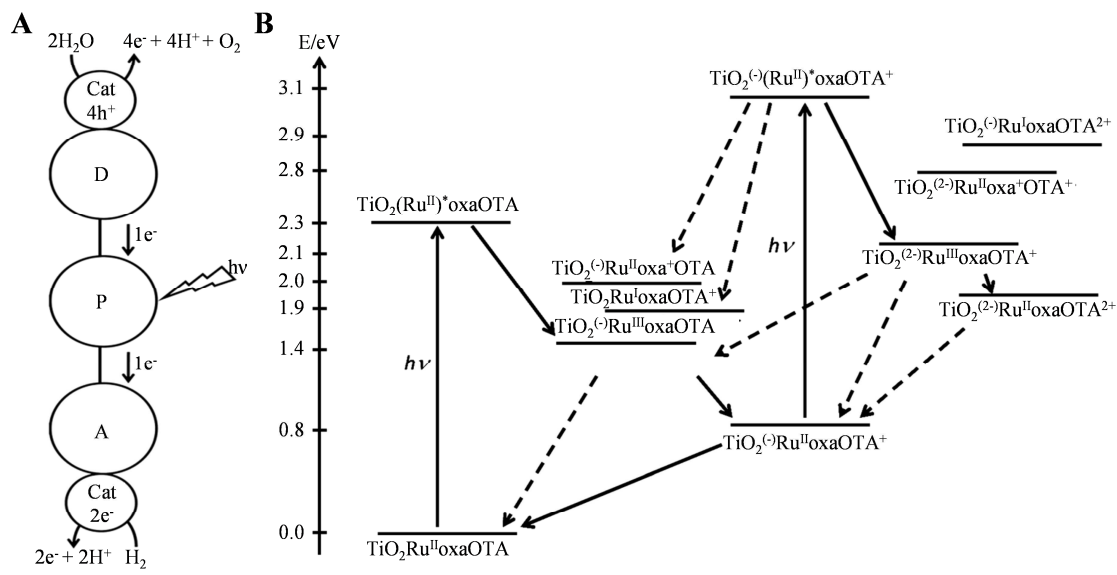 A
2H₂O
4e⁻ + 4H⁺ + O₂
Cat
4h⁺
D
1e⁻
P
hν
1e⁻
A
Cat
2e⁻
2e⁻ + 2H⁺
H₂
B
E/eV
3.1
2.9
2.8
2.3
2.1
2.0
1.9
1.4
0.8
0.0
TiO₂⁽⁻⁾(Ruᴵᴵ)*oxaOTA⁺
TiO₂⁽⁻⁾RuᴵoxaOTA²⁺
TiO₂⁽²⁻⁾Ruᴵᴵoxa⁺OTA⁺
TiO₂(Ruᴵᴵ)*oxaOTA
hν
TiO₂⁽²⁻⁾RuᴵᴵᴵoxaOTA⁺
TiO₂⁽⁻⁾Ruᴵᴵoxa⁺OTA
TiO₂RuᴵoxaOTA⁺
TiO₂⁽²⁻⁾RuᴵᴵoxaOTA²⁺
TiO₂⁽⁻⁾RuᴵᴵᴵoxaOTA
hν
TiO₂⁽⁻⁾RuᴵᴵoxaOTA⁺
TiO₂RuᴵᴵoxaOTA